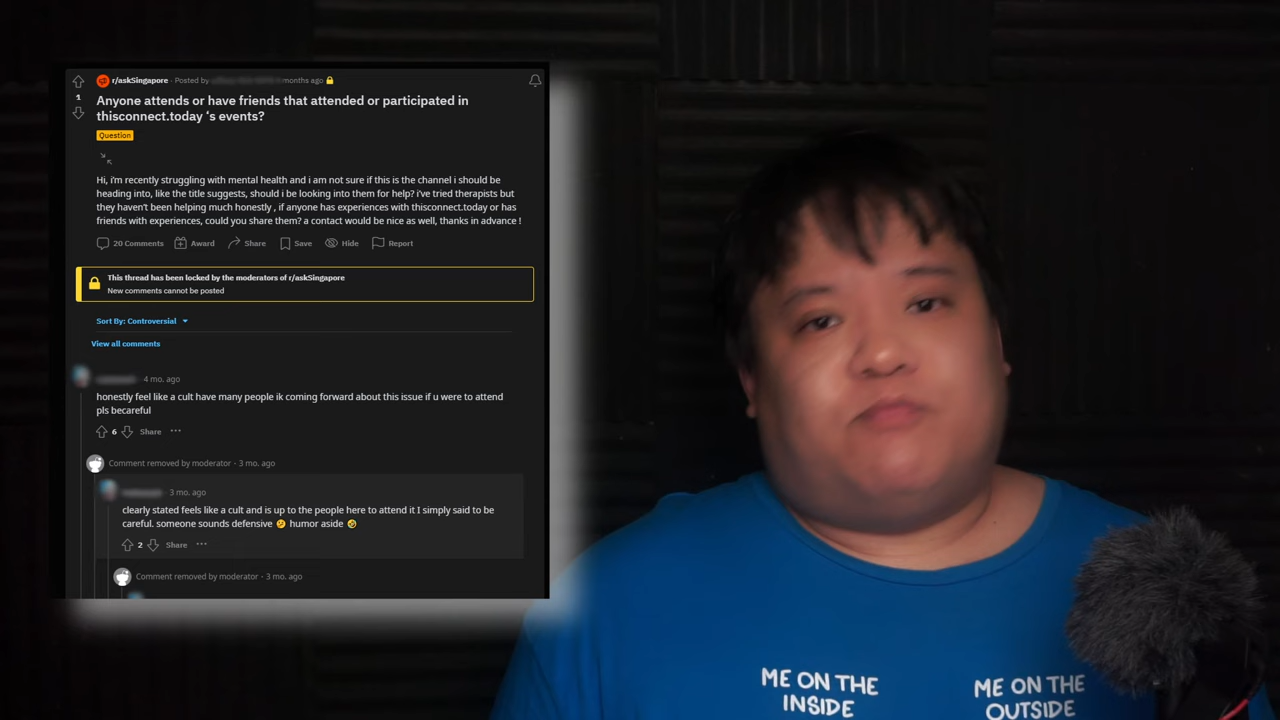 r/askSingapore · Posted by months ago
1
Anyone attends or have friends that attended or participated in
thisconnect.today ‘s events?
Question
Hi, i'm recently struggling with mental health and i am not sure if this is the channel i should be
heading into, like the title suggests, should i be looking into them for help? i've tried therapists but
they haven't been helping much honestly , if anyone has experiences with thisconnect.today or has
friends with experiences, could you share them? a contact would be nice as well, thanks in advance !
20 Comments Award Share Save Hide Report
This thread has been locked by the moderators of r/askSingapore
New comments cannot be posted
Sort By: Controversial
View all comments
4 mo. ago
honestly feel like a cult have many people ik coming forward about this issue if u were to attend
pls becareful
6 Share ···
Comment removed by moderator · 3 mo. ago
3 mo. ago
clearly stated feels like a cult and is up to the people here to attend it I simply said to be
careful. someone sounds defensive 🤔 humor aside 🤣
2 Share ···
Comment removed by moderator · 3 mo. ago
ME ON THE
INSIDE
ME ON THE
OUTSIDE